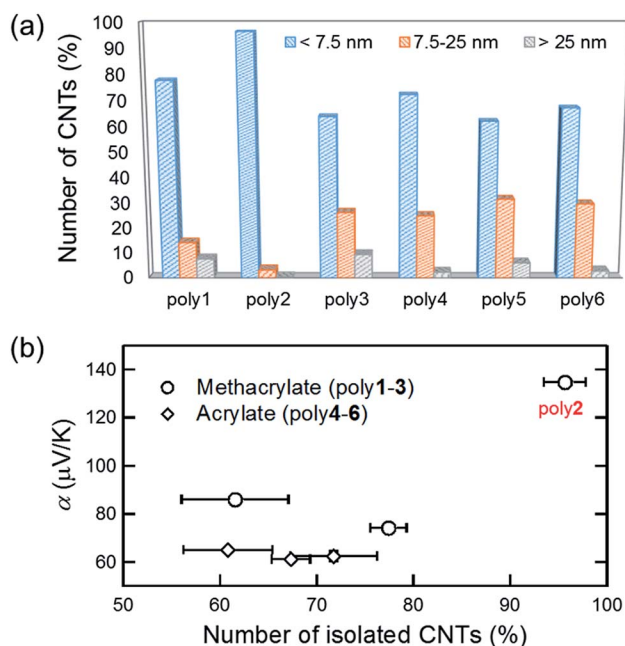 (a)
Number of CNTs (%)
100
90
80
70
60
50
40
30
20
10
0
< 7.5 nm
7.5-25 nm
> 25 nm
poly1
poly2
poly3
poly4
poly5
poly6
(b)
α (μV/K)
140
120
100
80
60
Methacrylate (poly1-3)
Acrylate (poly4-6)
poly2
50
60
70
80
90
100
Number of isolated CNTs (%)